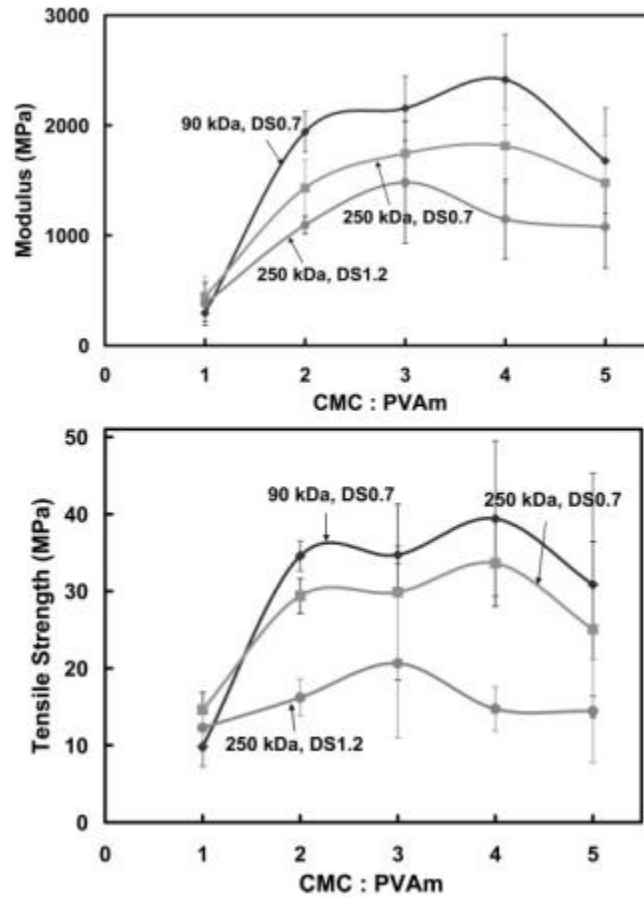 3000
2000
1000
0
Modulus (MPa)
90 kDa, DS0.7
250 kDa, DS0.7
250 kDa, DS1.2
1 2 3 4 5
CMC : PVAm
50
40
30
20
10
0
Tensile Strength (MPa)
90 kDa, DS0.7
250 kDa, DS0.7
250 kDa, DS1.2
1 2 3 4 5
CMC : PVAm